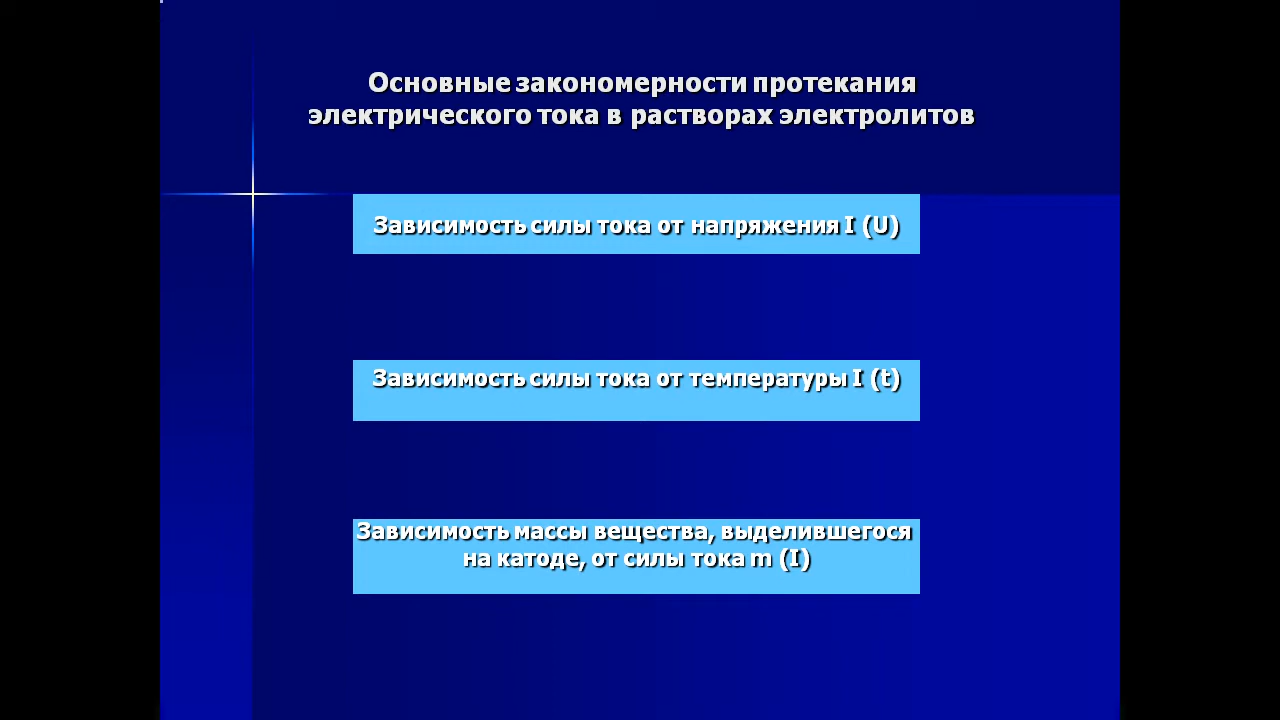 Основные закономерности протекания
электрического тока в растворах электролитов
Зависимость силы тока от напряжения I (U)
Зависимость силы тока от температуры I (t)
Зависимость массы вещества, выделившегося
на катоде, от силы тока m (I)